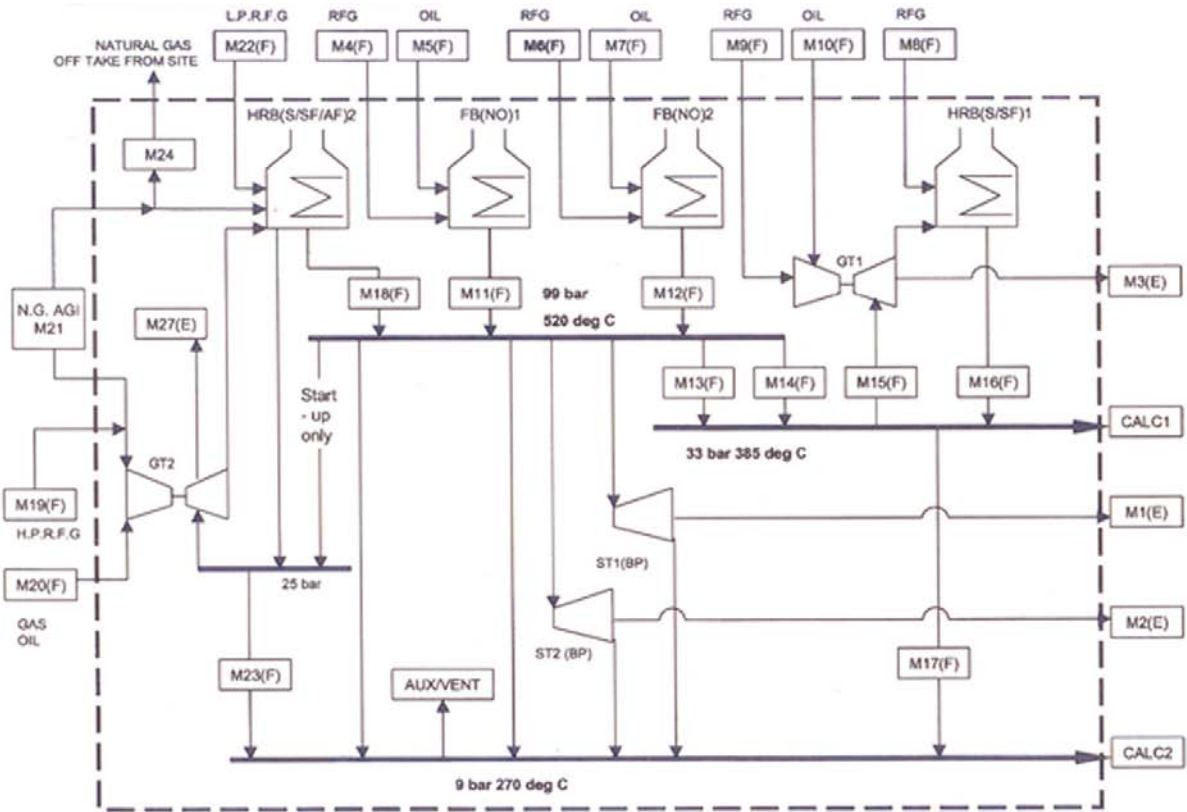 L.P.R.F.G RFG OIL RFG OIL RFG OIL RFG
NATURAL GAS
OFF TAKE FROM SITE
M22(F) M4(F) M5(F) M6(F) M7(F) M9(F) M10(F) M8(F)
HRB(S/SF/AF)2 FB(NO)1 FB(NO)2 HRB(S/SF)1
M24
GT1
M3(E)
M18(F) M11(F) M12(F)
99 bar
520 deg C
N.G. AGI
M21
M27(E)
Start
- up
only
M13(F) M14(F) M15(F) M16(F)
CALC1
33 bar 385 deg C
GT2
M19(F)
H.P.R.F.G
M1(E)
ST1(BP)
M20(F)
25 bar
GAS
OIL
M2(E)
ST2 (BP)
M23(F)
AUX/VENT
M17(F)
CALC2
9 bar 270 deg C